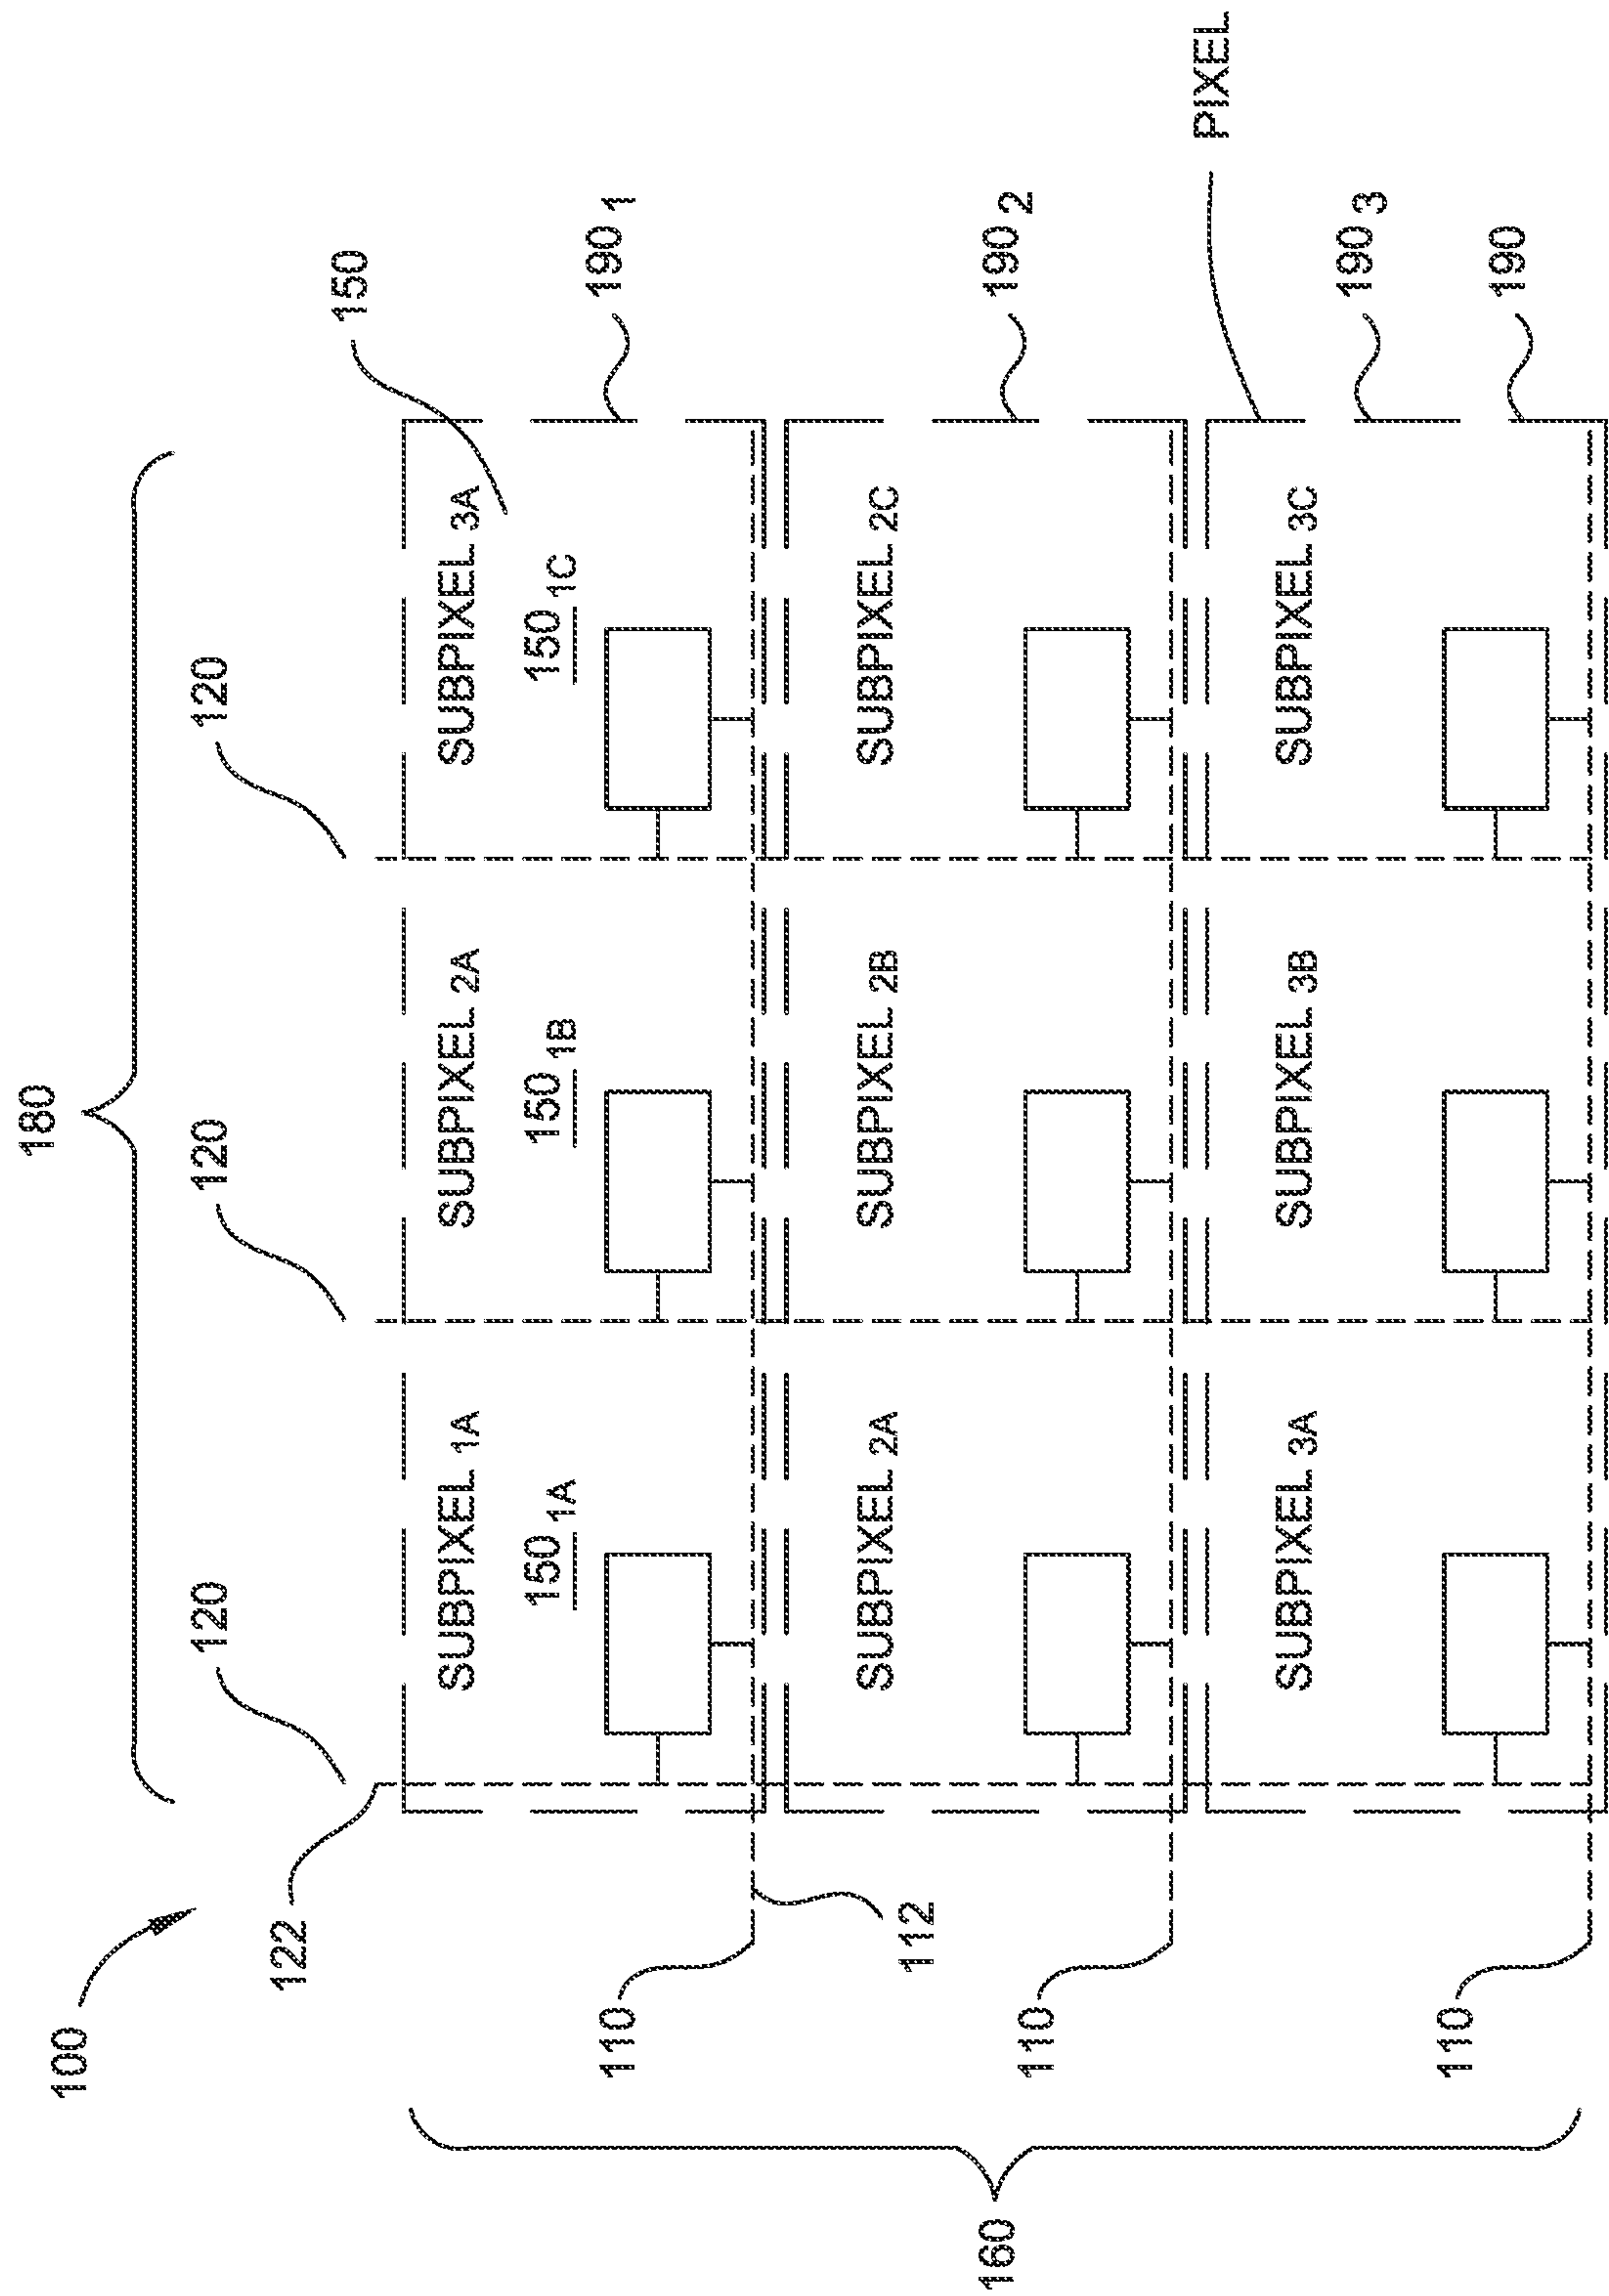 100
180
122
120
120
120
150
SUBPIXEL 1A
SUBPIXEL 2A
SUBPIXEL 3A
150 1A
150 1B
150 1C
190 1
110
112
SUBPIXEL 2A
SUBPIXEL 2B
SUBPIXEL 2C
190 2
110
160
PIXEL
SUBPIXEL 3A
SUBPIXEL 3B
SUBPIXEL 3C
190 3
110
190